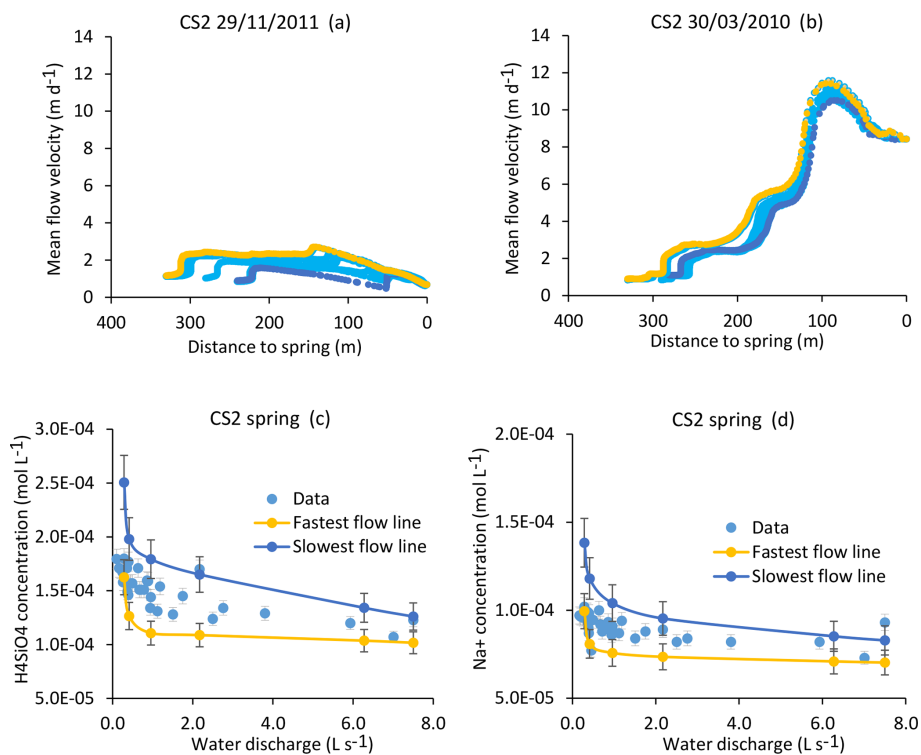 CS2 29/11/2011 (a)
Mean flow velocity (m d-1)
14
12
10
8
6
4
2
0
400 300 200 100 0
Distance to spring (m)
CS2 30/03/2010 (b)
Mean flow velocity (m d-1)
14
12
10
8
6
4
2
0
400 300 200 100 0
Distance to spring (m)
CS2 spring (c)
H4SiO4 concentration (mol L-1)
3.0E-04
2.5E-04
2.0E-04
1.5E-04
1.0E-04
5.0E-05
Data
Fastest flow line
Slowest flow line
0.0 2.0 4.0 6.0 8.0
Water discharge (L s-1)
CS2 spring (d)
Na+ concentration (mol L-1)
2.0E-04
1.5E-04
1.0E-04
5.0E-05
Data
Fastest flow line
Slowest flow line
0.0 2.0 4.0 6.0 8.0
Water discharge (L s-1)